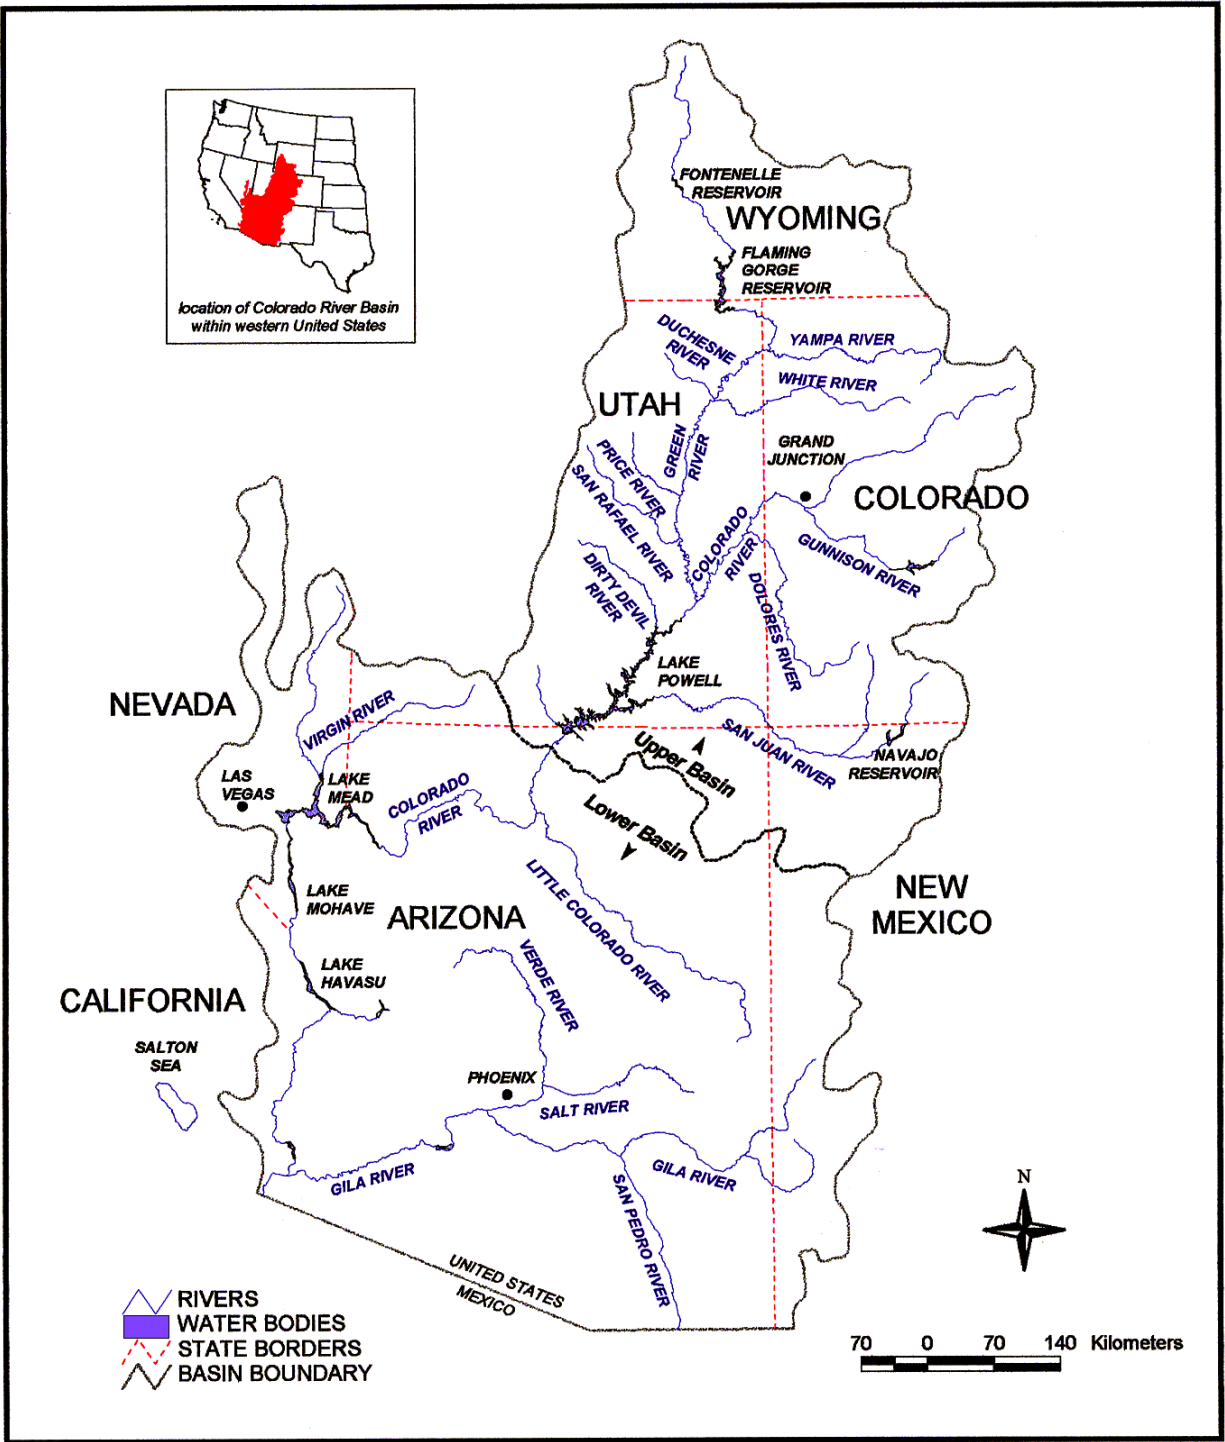 location of Colorado River Basin
within western United States
FONTENELLE
RESERVOIR
WYOMING
FLAMING
GORGE
RESERVOIR
DUCHESNE
RIVER
YAMPA RIVER
WHITE RIVER
UTAH
GREEN
RIVER
GRAND
JUNCTION
PRICE RIVER
SAN RAFAEL RIVER
COLORADO
COLORADO
RIVER
GUNNISON RIVER
DIRTY DEVIL
RIVER
DOLORES RIVER
LAKE
POWELL
NEVADA
VIRGIN RIVER
SAN JUAN RIVER
NAVAJO
RESERVOIR
Upper Basin
Lower Basin
LAS
VEGAS
LAKE
MEAD
COLORADO
RIVER
LAKE
MOHAVE
ARIZONA
LITTLE COLORADO RIVER
NEW
MEXICO
VERDE RIVER
LAKE
HAVASU
CALIFORNIA
SALTON
SEA
PHOENIX
SALT RIVER
GILA RIVER
GILA RIVER
SAN PEDRO RIVER
N
UNITED STATES
MEXICO
RIVERS
WATER BODIES
STATE BORDERS
BASIN BOUNDARY
70 0 70 140 Kilometers